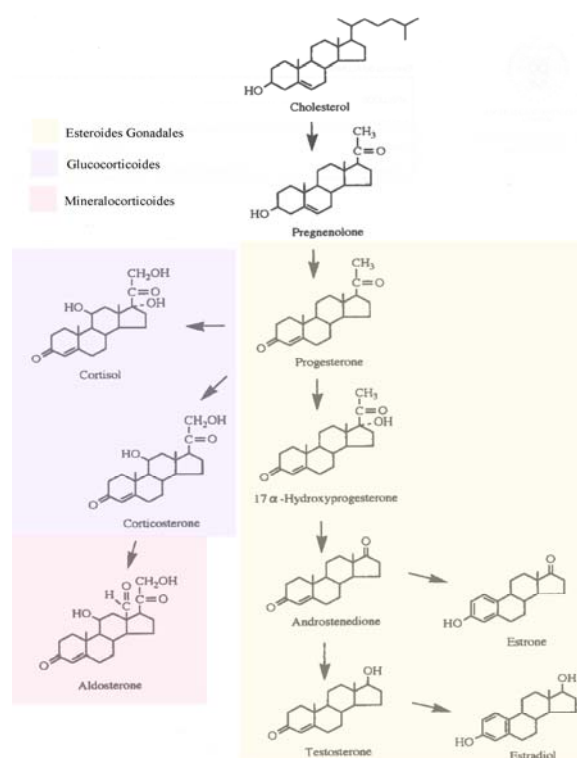 HO
Cholesterol
Esteroides Gonadales
Glucocorticoides
Mineralocorticoides
CH₃
C=O
HO
Pregnenolone
CH₂OH
C=O
HO
OH
O
Cortisol
CH₃
C=O
O
Progesterone
CH₂OH
C=O
HO
O
Corticosterone
CH₃
C=O
OH
O
17α-Hydroxyprogesterone
O CH₂OH
H C C=O
HO
O
Aldosterone
O
O
Androstenedione
O
HO
Estrone
OH
O
Testosterone
OH
HO
Estradiol